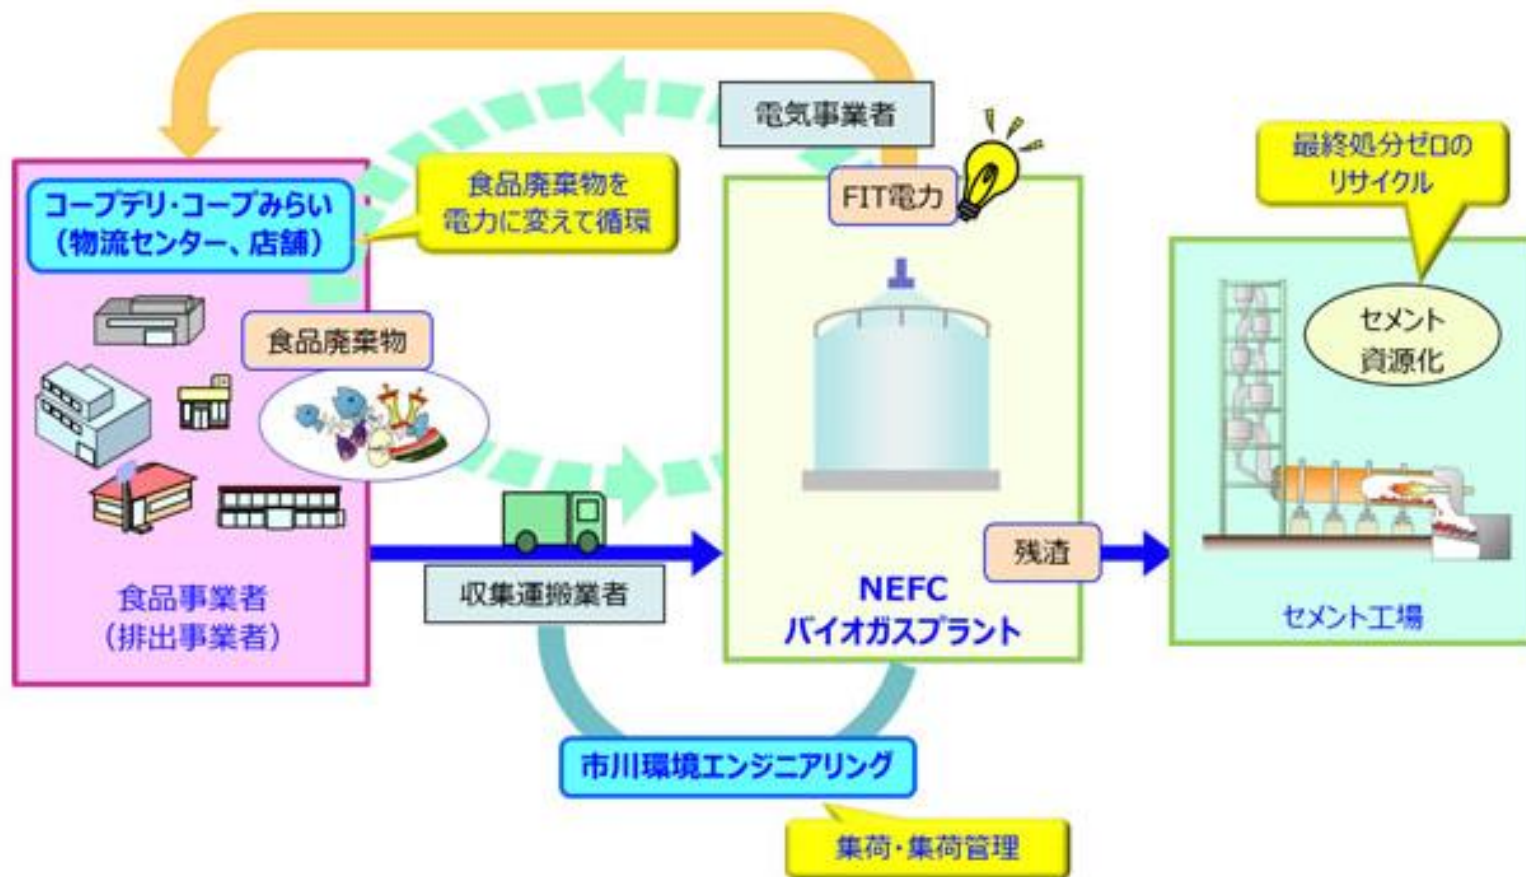 電気事業者
最終処分ゼロの
リサイクル
コープデリ・コープみらい
(物流センター、店舗)
食品廃棄物を
電力に変えて循環
FIT電力
食品廃棄物
セメント
資源化
収集運搬業者
残渣
食品事業者
(排出事業者)
NEFC
バイオガスプラント
セメント工場
市川環境エンジニアリング
集荷・集荷管理